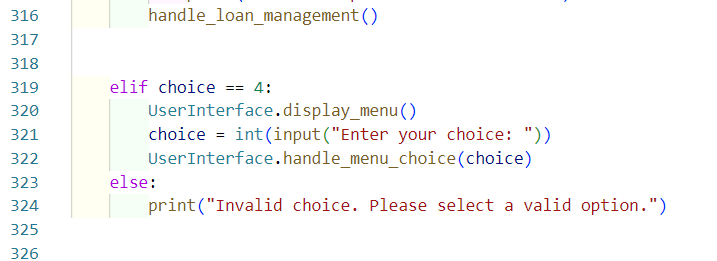 316 handle_loan_management()
317
318
319 elif choice == 4:
320 UserInterface.display_menu()
321 choice = int(input("Enter your choice: "))
322 UserInterface.handle_menu_choice(choice)
323 else:
324 print("Invalid choice. Please select a valid option.")
325
326